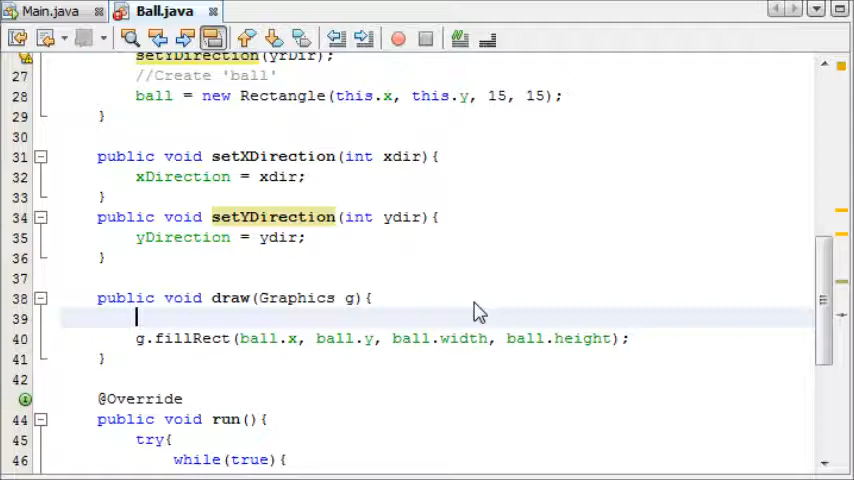 Main.java Ball.java
setYDirection(yrDir);
27 //Create 'ball'
28 ball = new Rectangle(this.x, this.y, 15, 15);
29 }
30
31 public void setXDirection(int xdir){
32 xDirection = xdir;
33 }
34 public void setYDirection(int ydir){
35 yDirection = ydir;
36 }
37
38 public void draw(Graphics g){
39
40 g.fillRect(ball.x, ball.y, ball.width, ball.height);
41 }
42
@Override
44 public void run(){
45 try{
46 while(true){